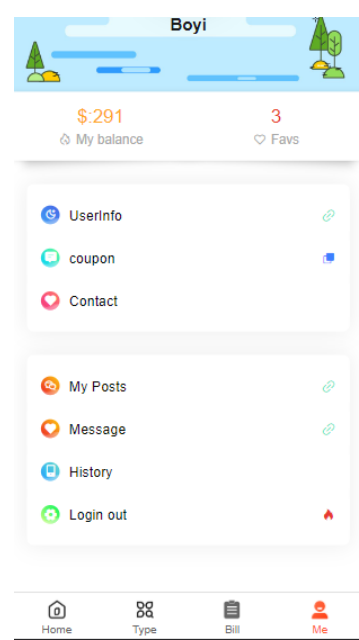 Boyi
$:291 3
My balance Favs
UserInfo
coupon
Contact
My Posts
Message
History
Login out
Home Type Bill Me